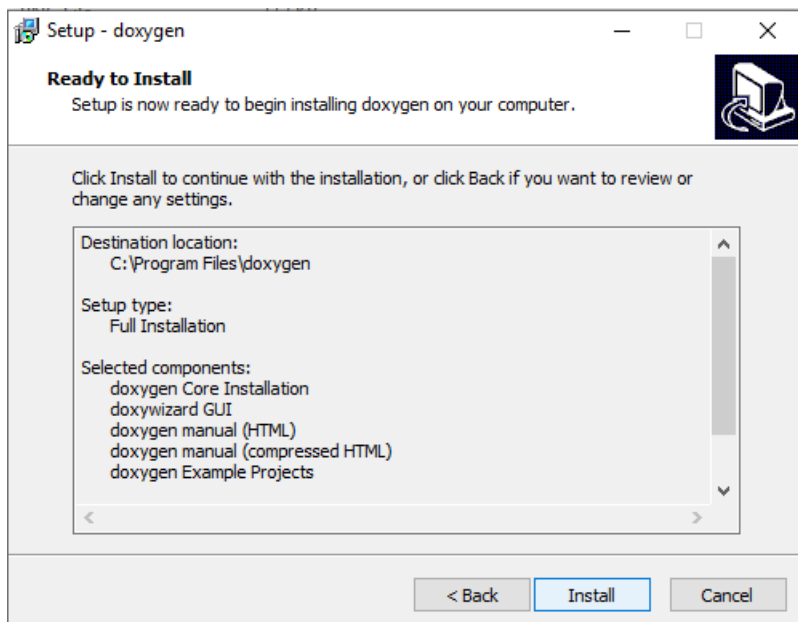 Setup - doxygen
Ready to Install
Setup is now ready to begin installing doxygen on your computer.
Click Install to continue with the installation, or click Back if you want to review or
change any settings.
Destination location:
C:\Program Files\doxygen
Setup type:
Full Installation
Selected components:
doxygen Core Installation
doxywizard GUI
doxygen manual (HTML)
doxygen manual (compressed HTML)
doxygen Example Projects
< Back
Install
Cancel